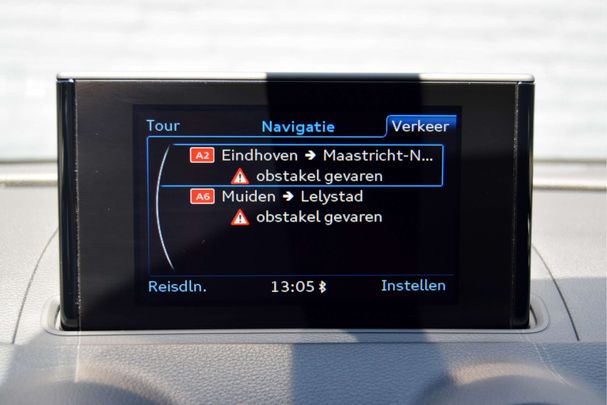 Tour Navigatie Verkeer
A2 Eindhoven → Maastricht-N...
obstakel gevaren
A6 Muiden → Lelystad
obstakel gevaren
Reisdln. 13:05 Instellen